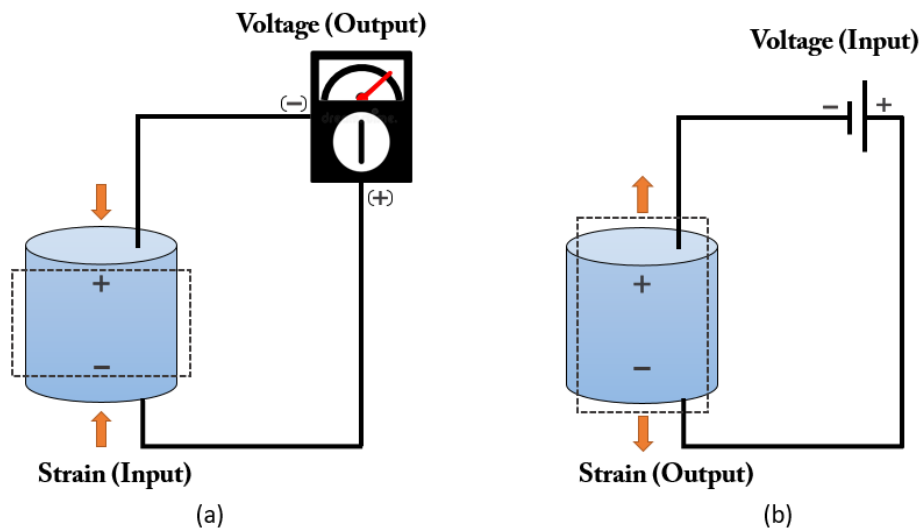 Voltage (Output)
(−)
(+)
+
−
Strain (Input)
(a)
Voltage (Input)
− +
+
−
Strain (Output)
(b)